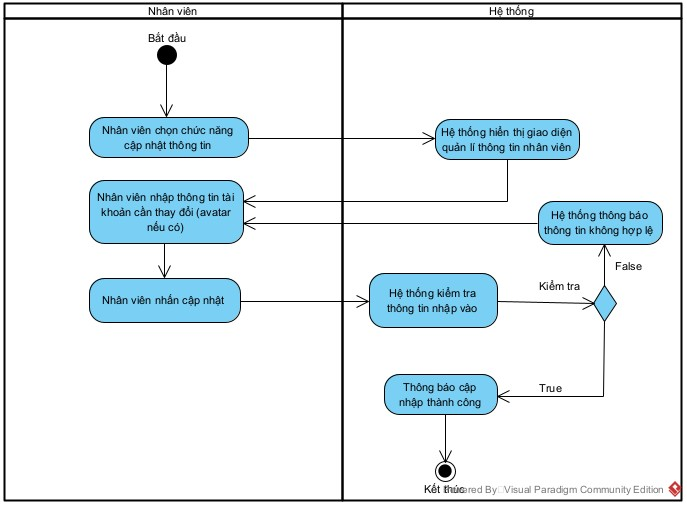 Nhân viên
Hệ thống
Bắt đầu
Nhân viên chọn chức năng
cập nhật thông tin
Hệ thống hiển thị giao diện
quản lí thông tin nhân viên
Nhân viên nhập thông tin tài
khoản cần thay đổi (avatar
nếu có)
Hệ thống thông báo
thông tin không hợp lệ
False
Nhân viên nhấn cập nhật
Hệ thống kiểm tra
thông tin nhập vào
Kiểm tra
True
Thông báo cập
nhập thành công
Kết thúc
Powered By Visual Paradigm Community Edition